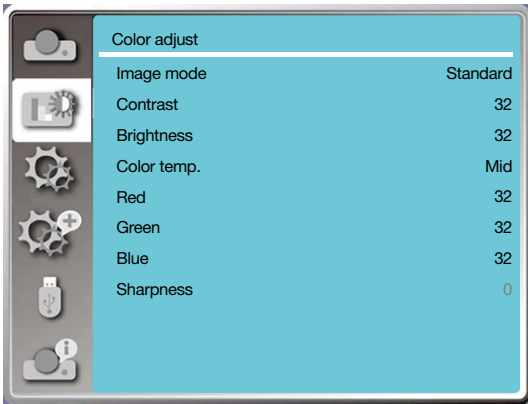 Color adjust
Image mode Standard
Contrast 32
Brightness 32
Color temp. Mid
Red 32
Green 32
Blue 32
Sharpness 0